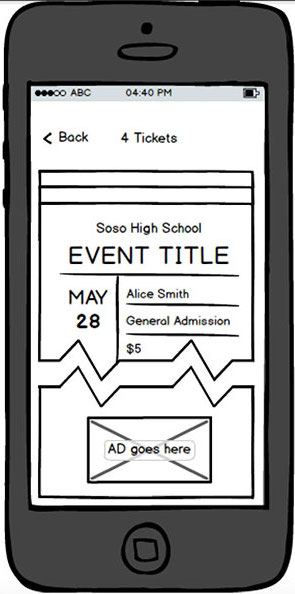 ABC 04:40 PM
Back 4 Tickets
Soso High School
EVENT TITLE
MAY
28
Alice Smith
General Admission
$5
AD goes here